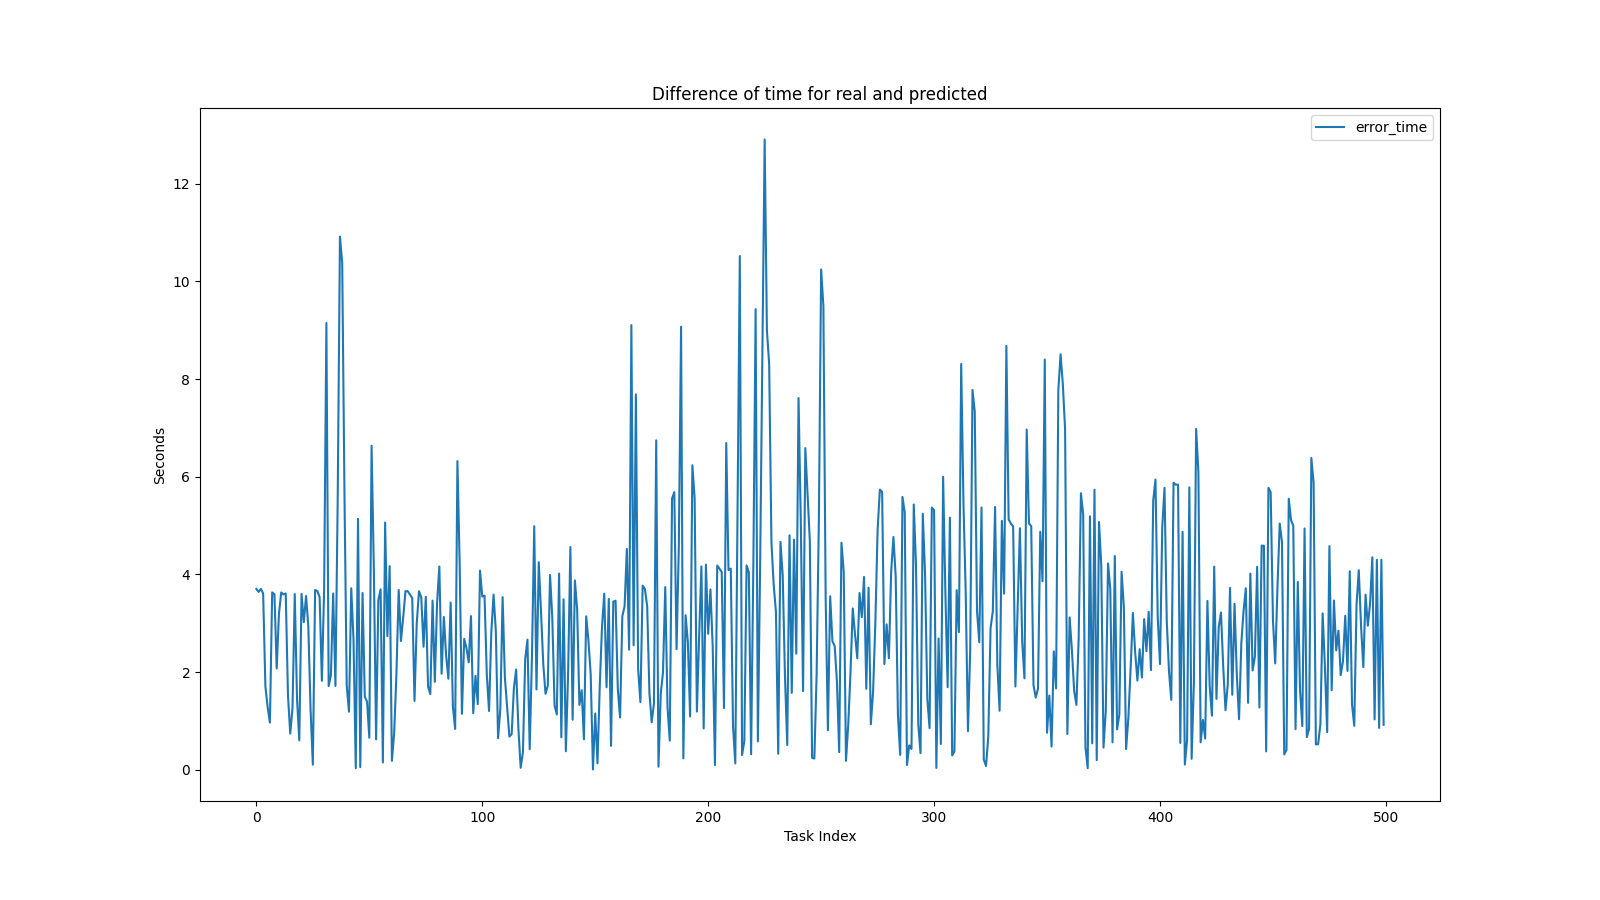 Difference of time for real and predicted
error_time
12
10
8
6
4
2
0
Seconds
0 100 200 300 400 500
Task Index